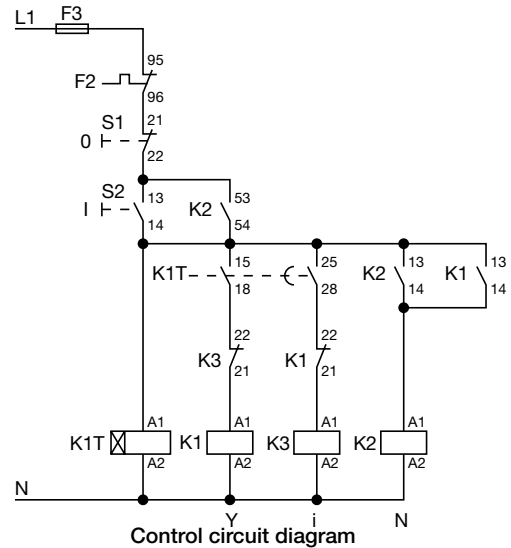 L1 F3
95
F2
96
S1 21
0
22
S2 13 53
I K2
14 54
15 25 13 13
K1T K2 K1
18 28 14 14
22 22
K3 K1
21 21
A1 A1 A1 A1
K1T K1 K3 K2
A2 A2 A2 A2
N
Y i N
Control circuit diagram